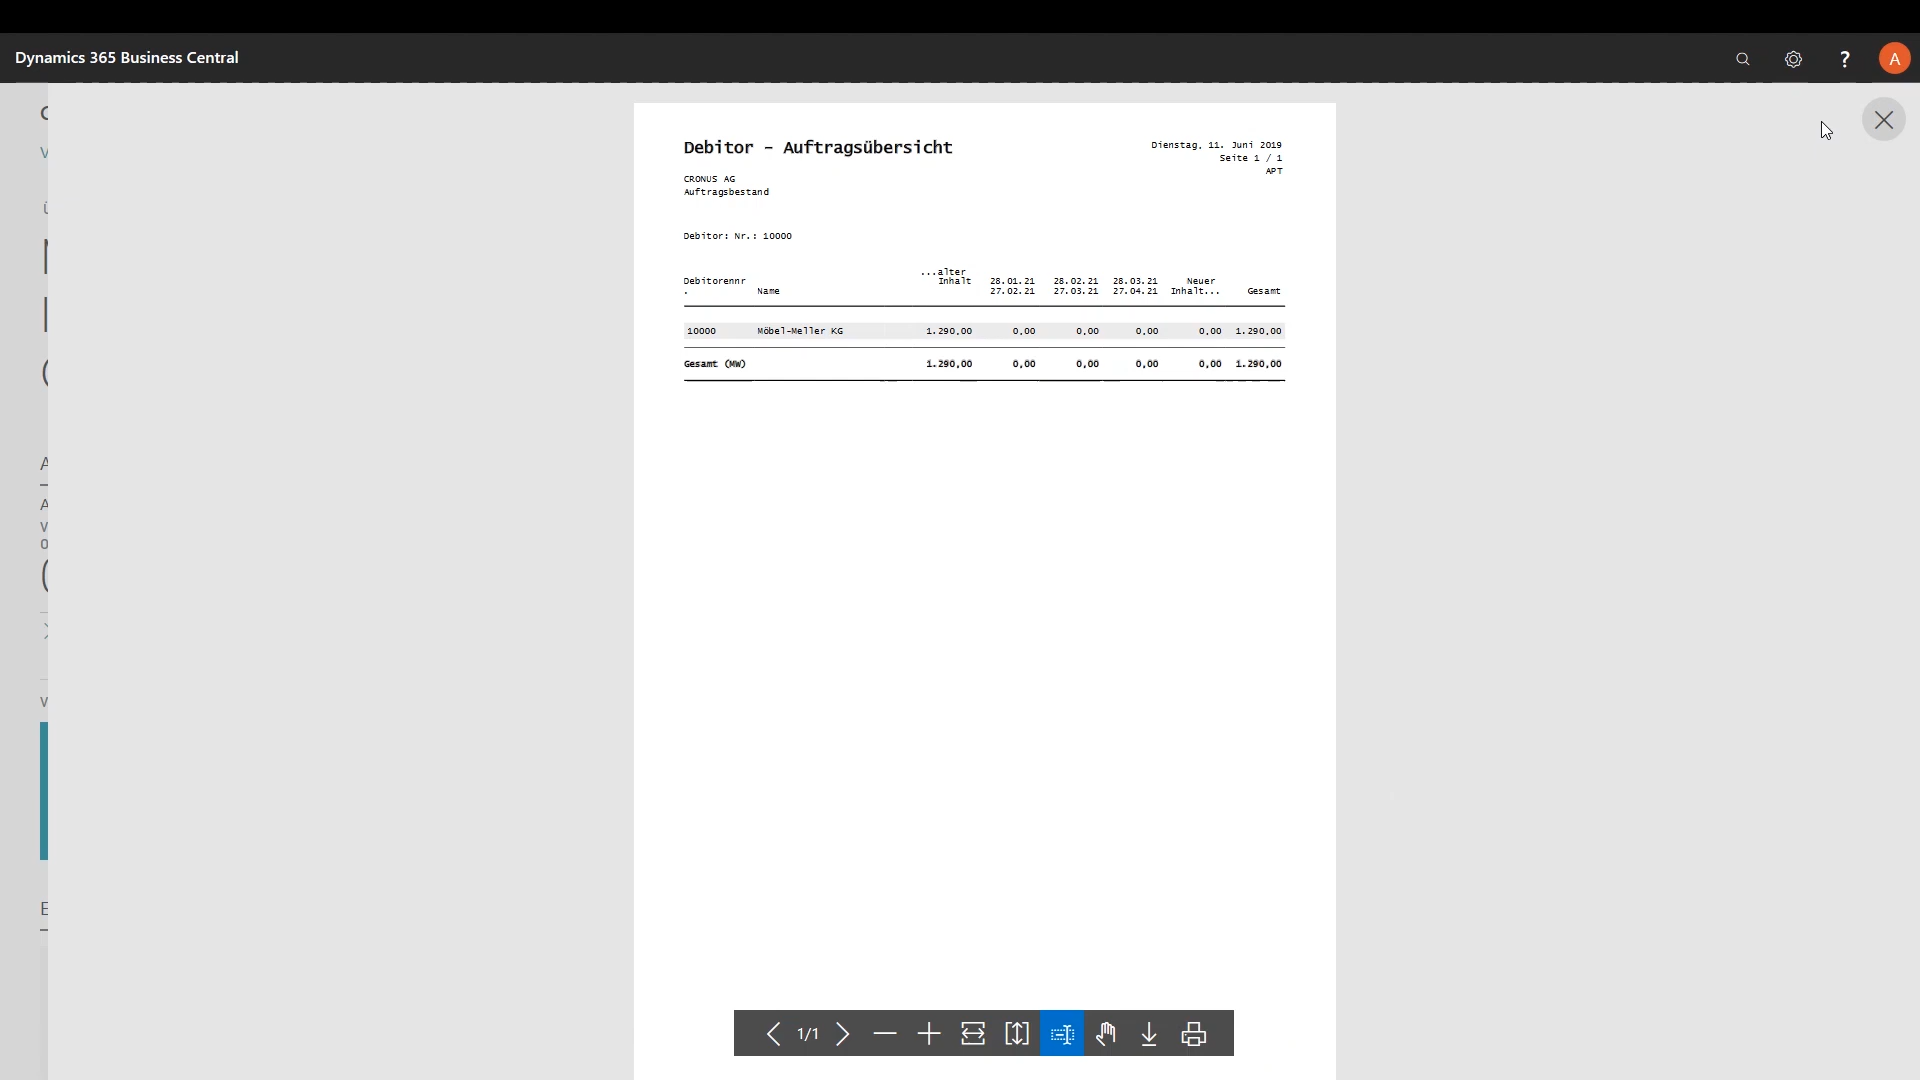 Dynamics 365 Business Central
A
Debitor - Auftragsübersicht
Dienstag, 11. Juni 2019
Seite 1 / 1
APT
CRONUS AG
Auftragsbestand
Debitor: Nr.: 10000
Debitorennr. Name ...alter Inhalt 28.01.21 27.02.21 28.02.21 27.03.21 28.03.21 27.04.21 Neuer Inhalt... Gesamt
10000 Möbel-Meller KG 1.290,00 0,00 0,00 0,00 0,00 1.290,00
Gesamt (MW) 1.290,00 0,00 0,00 0,00 0,00 1.290,00
1/1